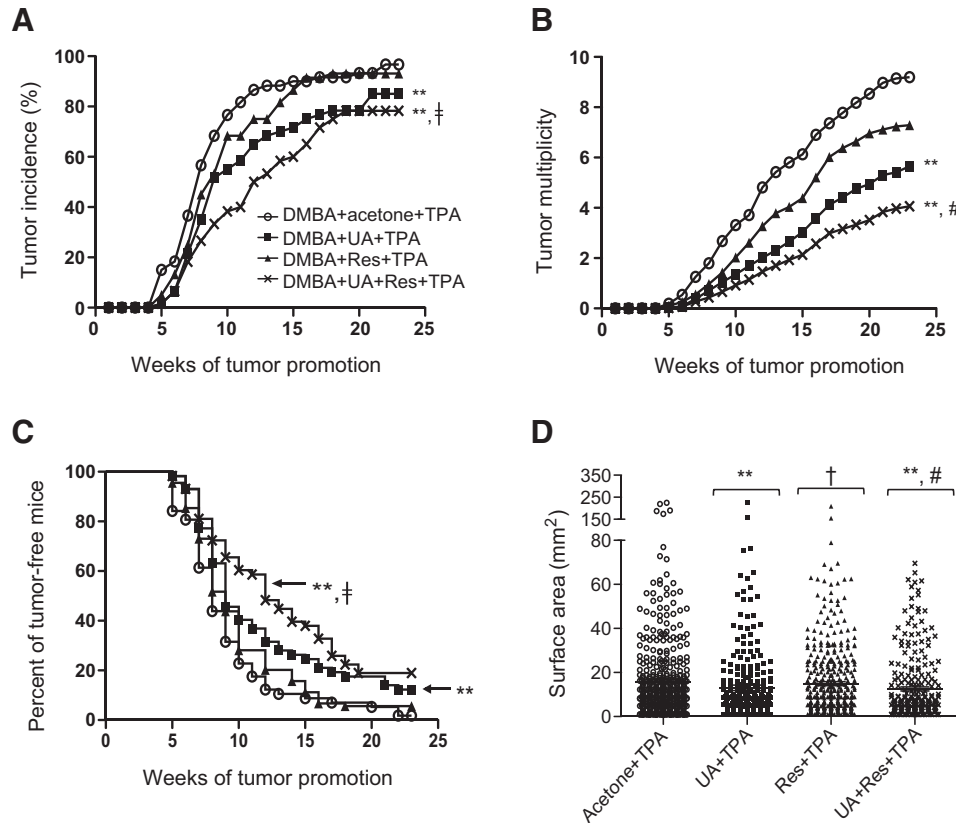 A
Tumor incidence (%)
100
80
60
40
20
0
0 5 10 15 20 25
Weeks of tumor promotion
**
**, ‡
DMBA+acetone+TPA
DMBA+UA+TPA
DMBA+Res+TPA
DMBA+UA+Res+TPA
B
Tumor multiplicity
10
8
6
4
2
0
0 5 10 15 20 25
Weeks of tumor promotion
**
**, #
C
Percent of tumor-free mice
100
80
60
40
20
0
0 5 10 15 20 25
Weeks of tumor promotion
**, ‡
**
D
Surface area (mm2)
350
250
150
80
60
40
20
0
**
†
**, #
Acetone+TPA
UA+TPA
Res+TPA
UA+Res+TPA